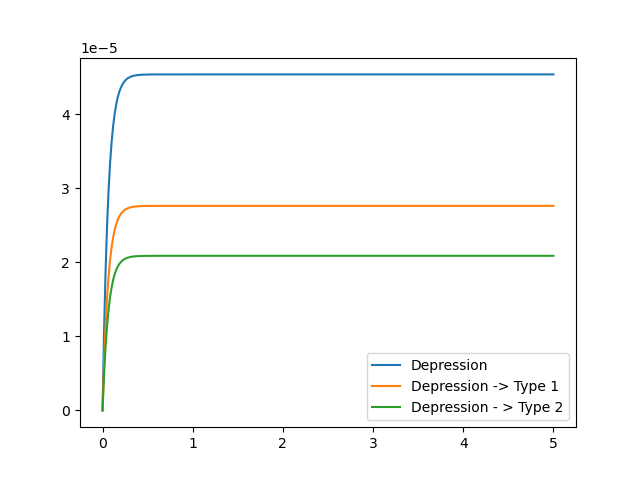 1e−5
4
3
2
1
0
0 1 2 3 4 5
Depression
Depression -> Type 1
Depression - > Type 2